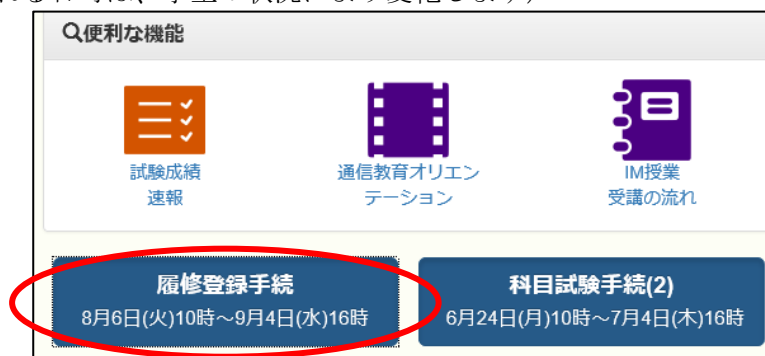 便利な機能
試験成績
速報
通信教育オリエン
テーション
IM授業
受講の流れ
履修登録手続
8月6日(火)10時～9月4日(水)16時
科目試験手続(2)
6月24日(月)10時～7月4日(木)16時